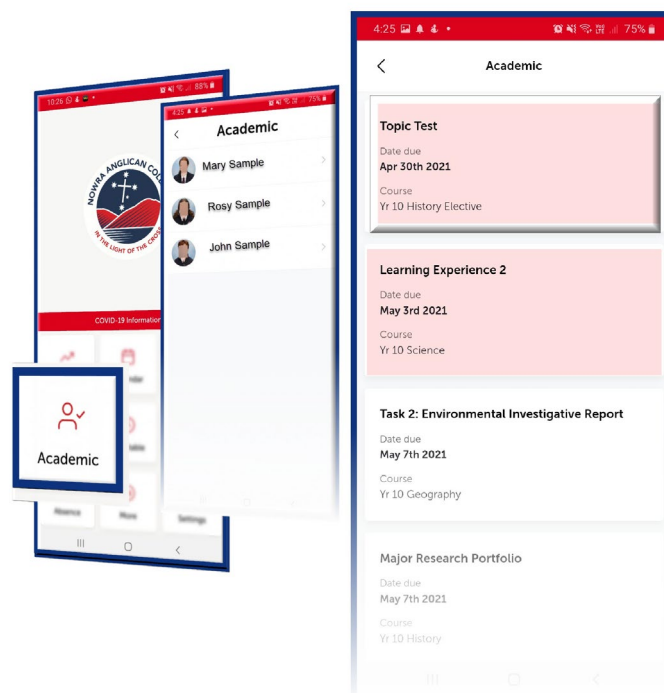 10:26
88%
NOWRA ANGLICAN COL
IN THE LIGHT OF THE CROSS
COVID-19 Information
Academic
Absence
More
Settings
4:25
75%
Academic
Mary Sample
Rosy Sample
John Sample
4:25
75%
Academic
Topic Test
Date due
Apr 30th 2021
Course
Yr 10 History Elective
Learning Experience 2
Date due
May 3rd 2021
Course
Yr 10 Science
Task 2: Environmental Investigative Report
Date due
May 7th 2021
Course
Yr 10 Geography
Major Research Portfolio
Date due
May 7th 2021
Course
Yr 10 History